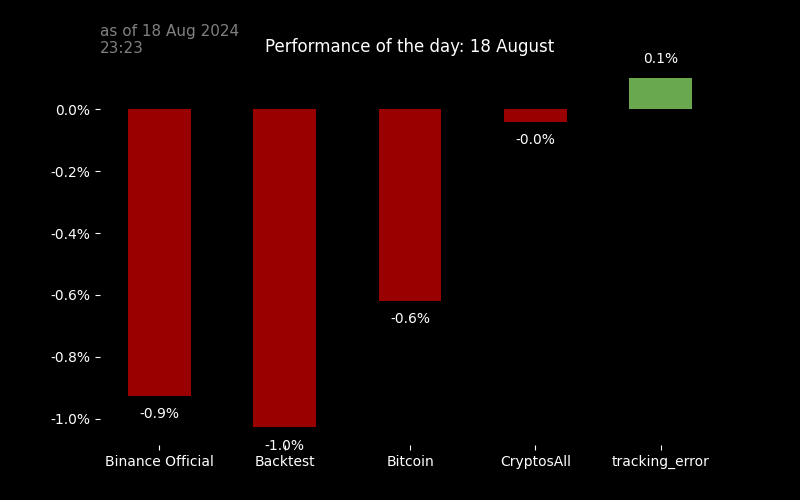 as of 18 Aug 2024
23:23
Performance of the day: 18 August
0.1%
0.0%
-0.0%
-0.2%
-0.4%
-0.6%
-0.6%
-0.8%
-0.9%
-1.0%
-1.0%
Binance Official
Backtest
Bitcoin
CryptosAll
tracking_error